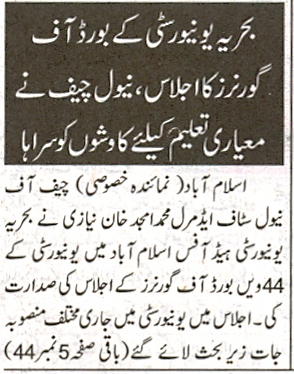 بحریہ یونیورسٹی کے بورڈ آف
گورنرز کا اجلاس، نیول چیف نے
معیاری تعلیم کیلئے کاوشوں کو سراہا
اسلام آباد (نمائندہ خصوصی) چیف آف
نیول سٹاف ایڈمرل محمد امجد خان نیازی نے بحریہ
یونیورسٹی ہیڈ آفس اسلام آباد میں یونیورسٹی کے
44ویں بورڈ آف گورنرز کے اجلاس کی صدارت
کی۔ اجلاس میں یونیورسٹی میں جاری مختلف منصوبہ
جات زیر بحث لائے گئے (باقی صفحہ 5 نمبر 44)